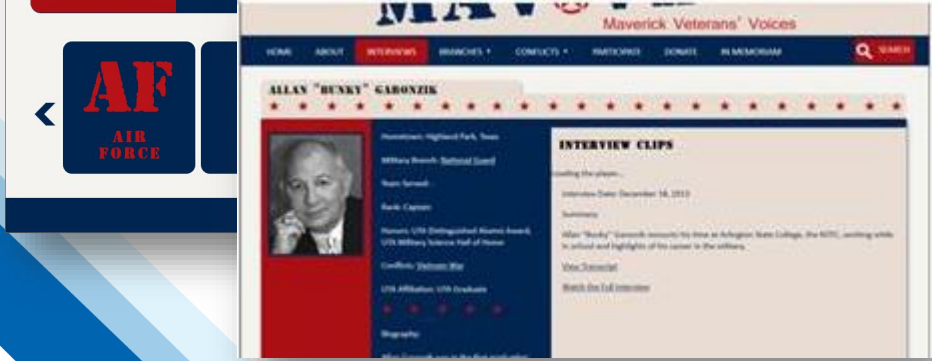 AF
AIR
FORCE
Maverick Veterans' Voices
HOME ABOUT INTERVIEWS BRANCHES CONFLICTS PARTICIPATE DONATE IN MEMORIAM SEARCH
ALLAN "BUNKY" GARONZIK
Hometown: Highland Park, Texas
Military Branch: National Guard
Years Served: -
Rank: Captain
Honors: UTA Distinguished Alumni Award,
UTA Military Science Hall of Honor
Conflicts: Vietnam War
UTA Affiliation: UTA Graduate
Biography:
INTERVIEW CLIPS
Loading the player...
Interview Date: December 18, 2013
Summary
Allan "Bunky" Garonzik recounts his time at Arlington State College, the ROTC, working while
in school and highlights of his career in the military.
View Transcript
Watch the Full Interview